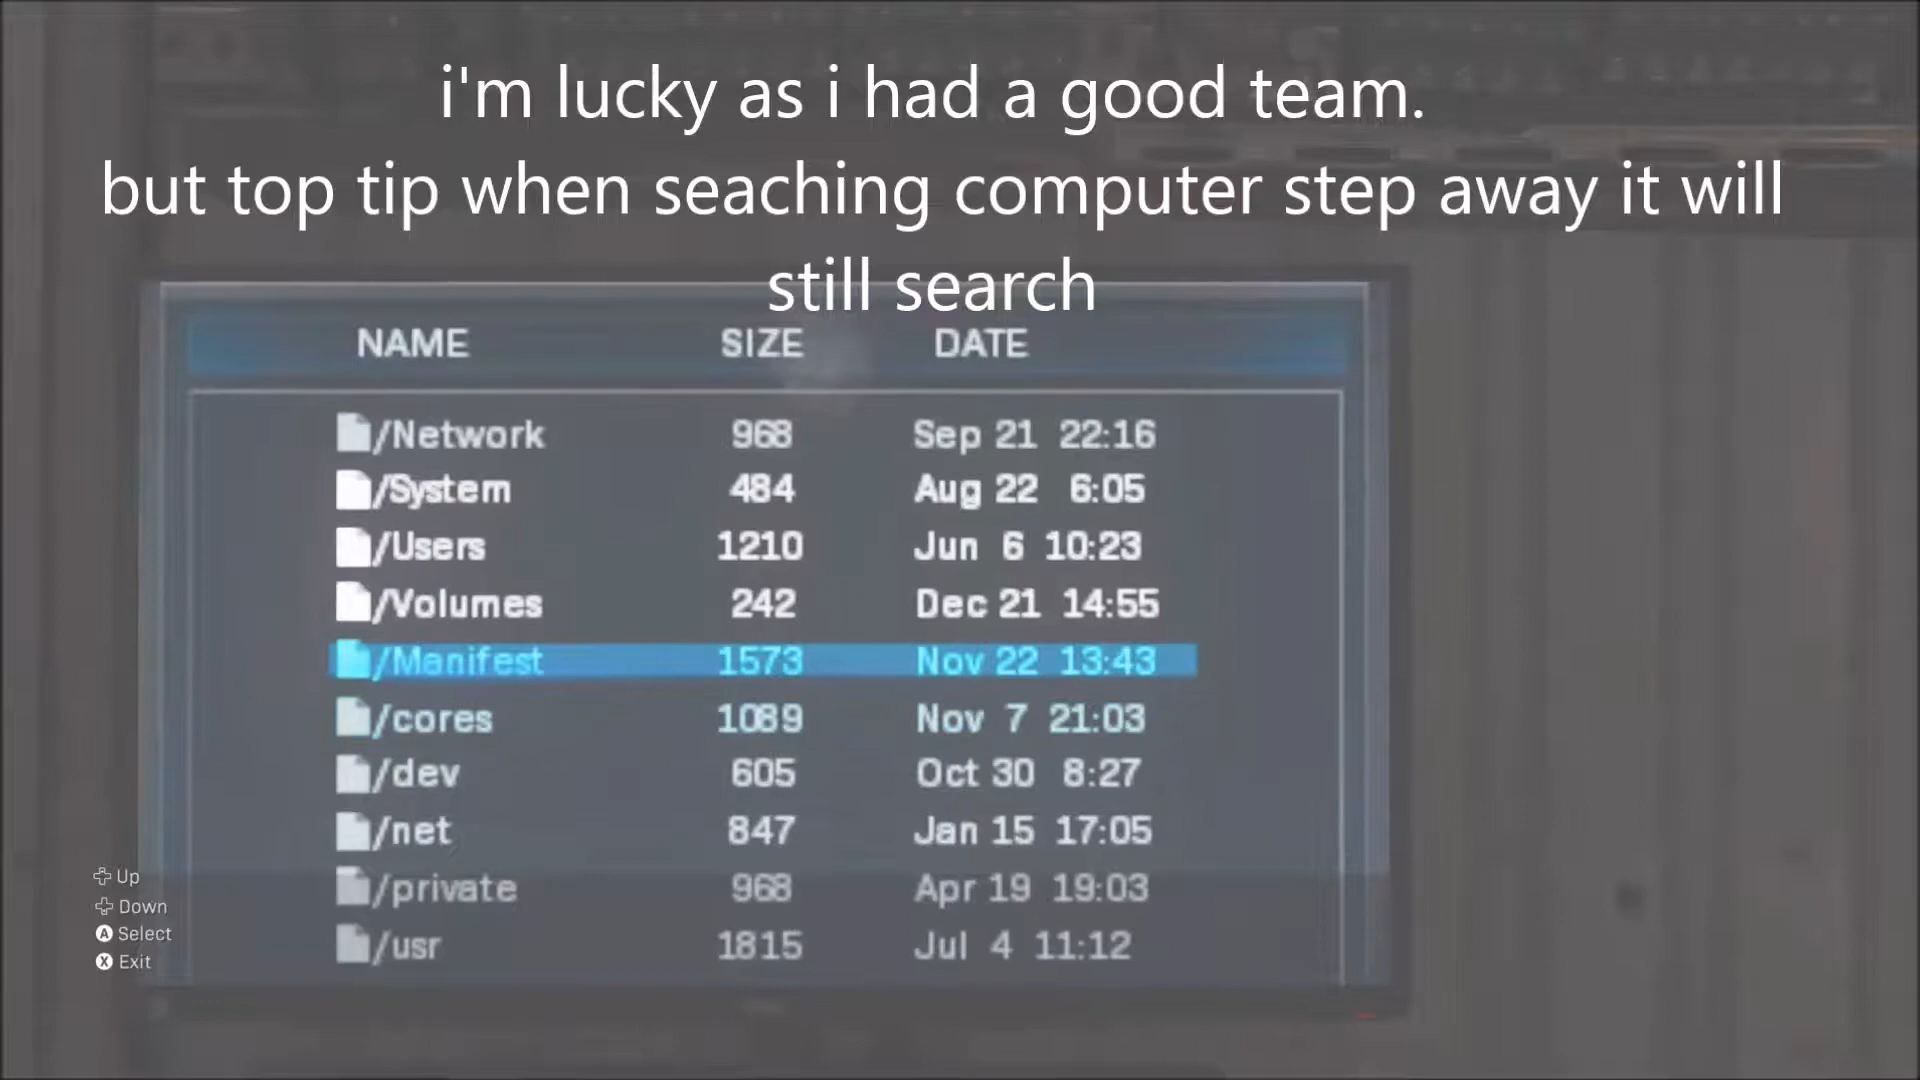 i'm lucky as i had a good team.
but top tip when seaching computer step away it will
still search
NAME SIZE DATE
/Network 968 Sep 21 22:16
/System 484 Aug 22 6:05
/Users 1210 Jun 6 10:23
/Volumes 242 Dec 21 14:55
/Manifest 1573 Nov 22 13:43
/cores 1089 Nov 7 21:03
/dev 605 Oct 30 8:27
/net 847 Jan 15 17:05
/private 968 Apr 19 19:03
/usr 1815 Jul 4 11:12
Up
Down
A Select
X Exit